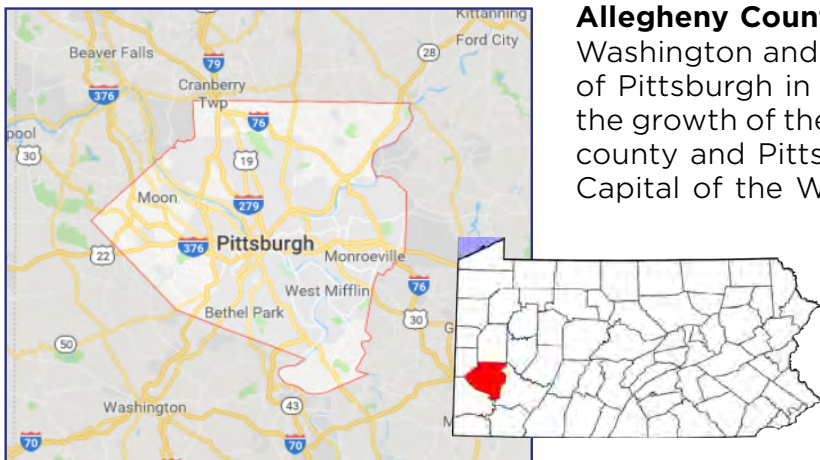 Kittanning
Ford City
Beaver Falls
28
79
Cranberry
Twp
376
76
pool
30
19
Moon
279
376
Pittsburgh
Monroeville
22
West Mifflin
76
Bethel Park
30
50
Washington
43
70
70
Allegheny Coun
Washington and
of Pittsburgh in
the growth of the
county and Pitts
Capital of the W